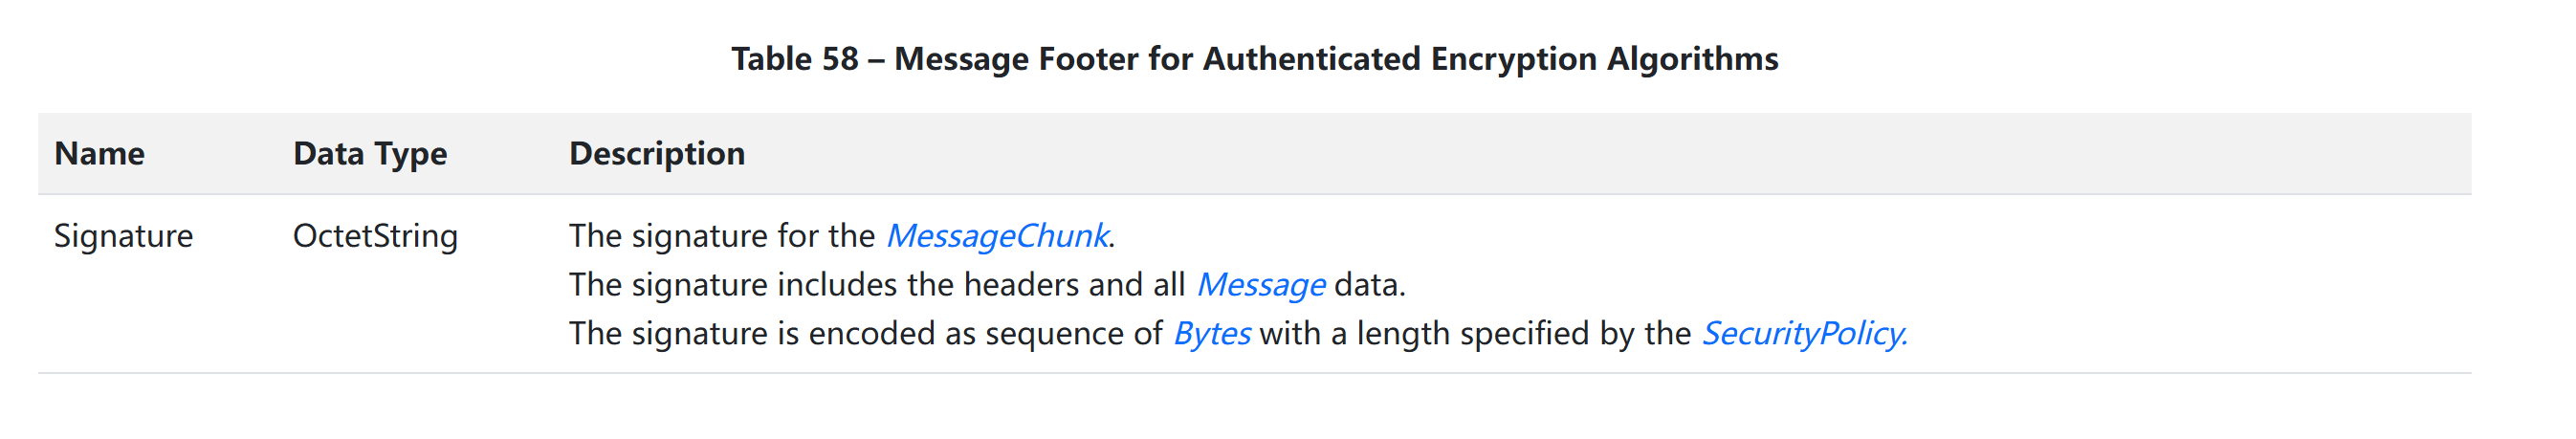 Table 58 – Message Footer for Authenticated Encryption Algorithms
Name Data Type Description
Signature OctetString The signature for the MessageChunk.
The signature includes the headers and all Message data.
The signature is encoded as sequence of Bytes with a length specified by the SecurityPolicy.